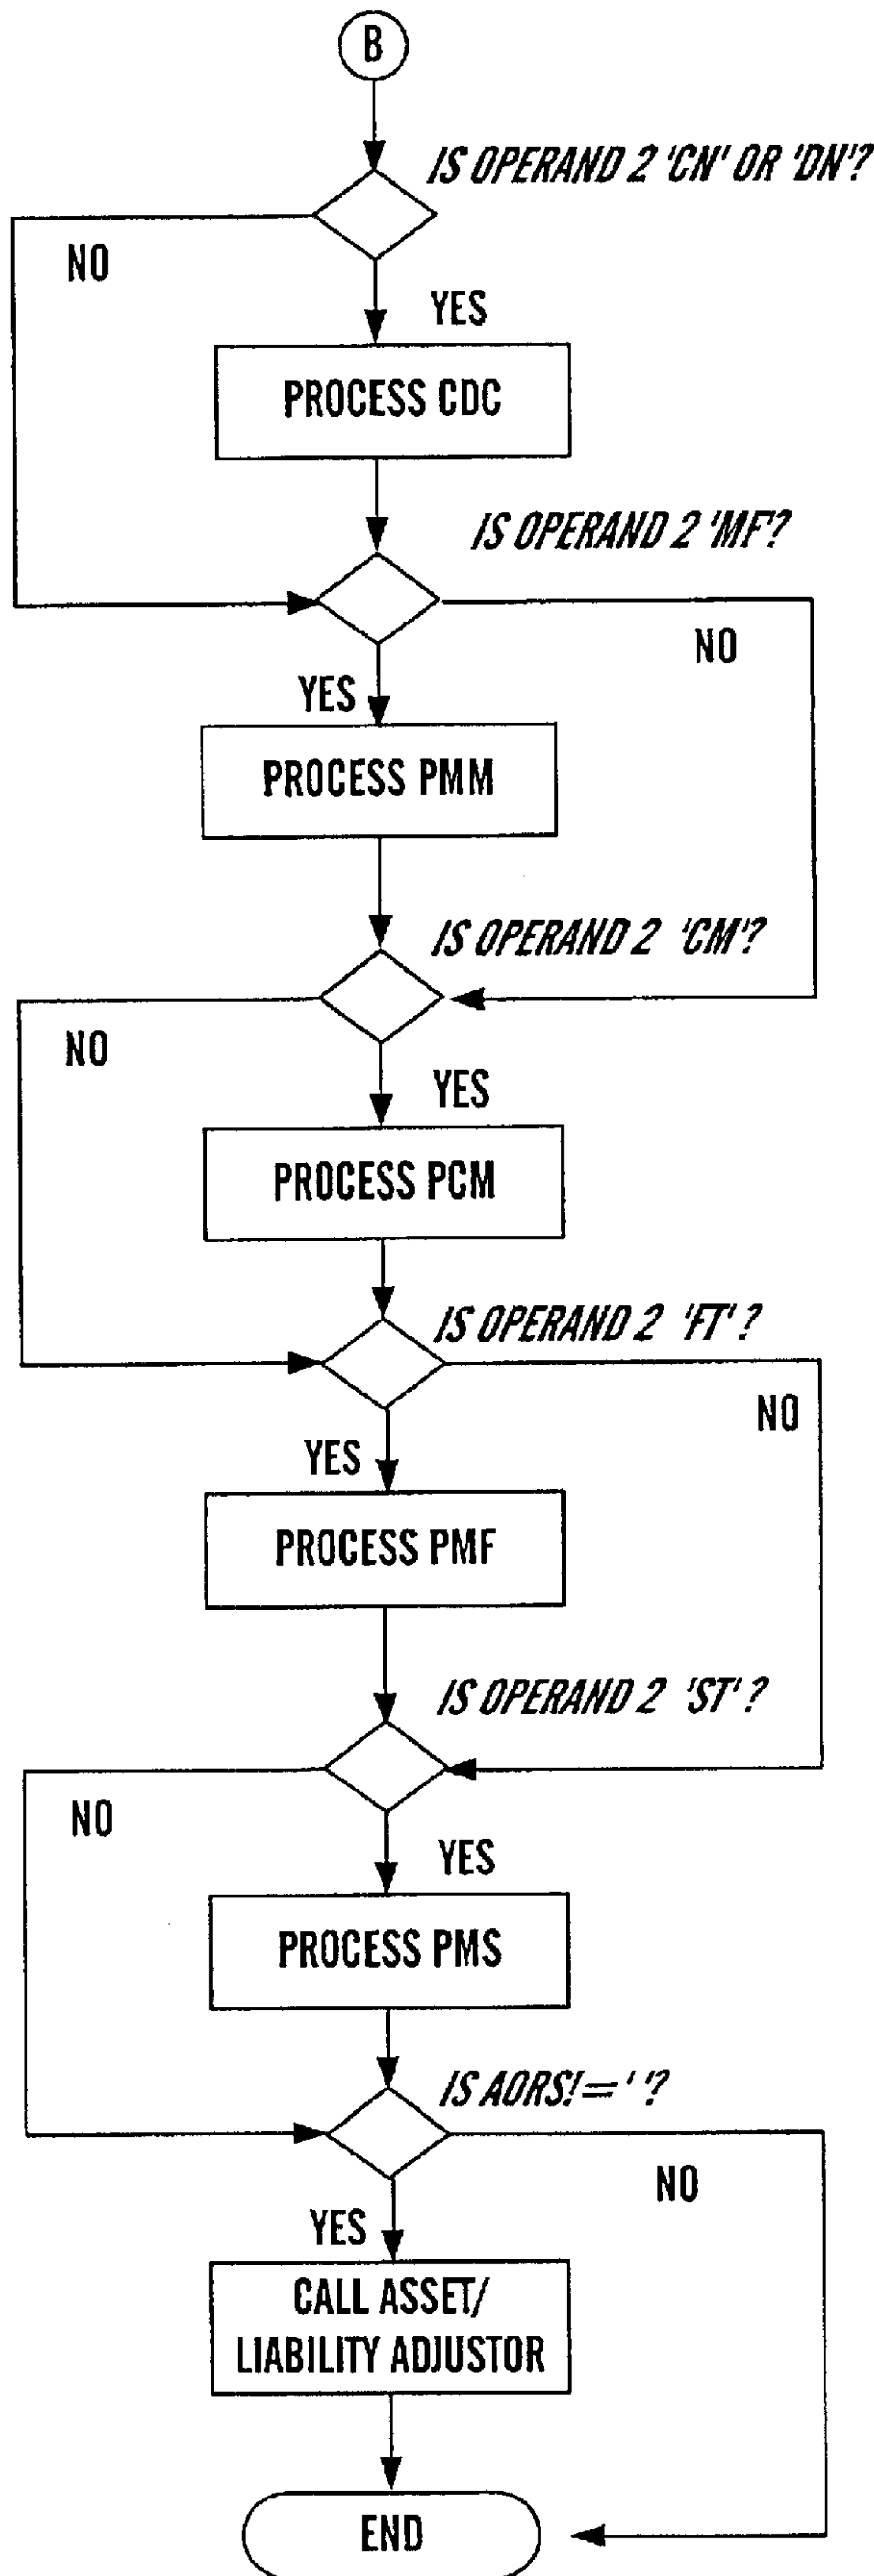 B
IS OPERAND 2 'CN' OR 'DN'?
NO
YES
PROCESS CDC
IS OPERAND 2 'MF'?
NO
YES
PROCESS PMM
IS OPERAND 2 'CM'?
NO
YES
PROCESS PCM
IS OPERAND 2 'FT'?
NO
YES
PROCESS PMF
IS OPERAND 2 'ST'?
NO
YES
PROCESS PMS
IS AORS!=' '?
NO
YES
CALL ASSET/
LIABILITY ADJUSTOR
END